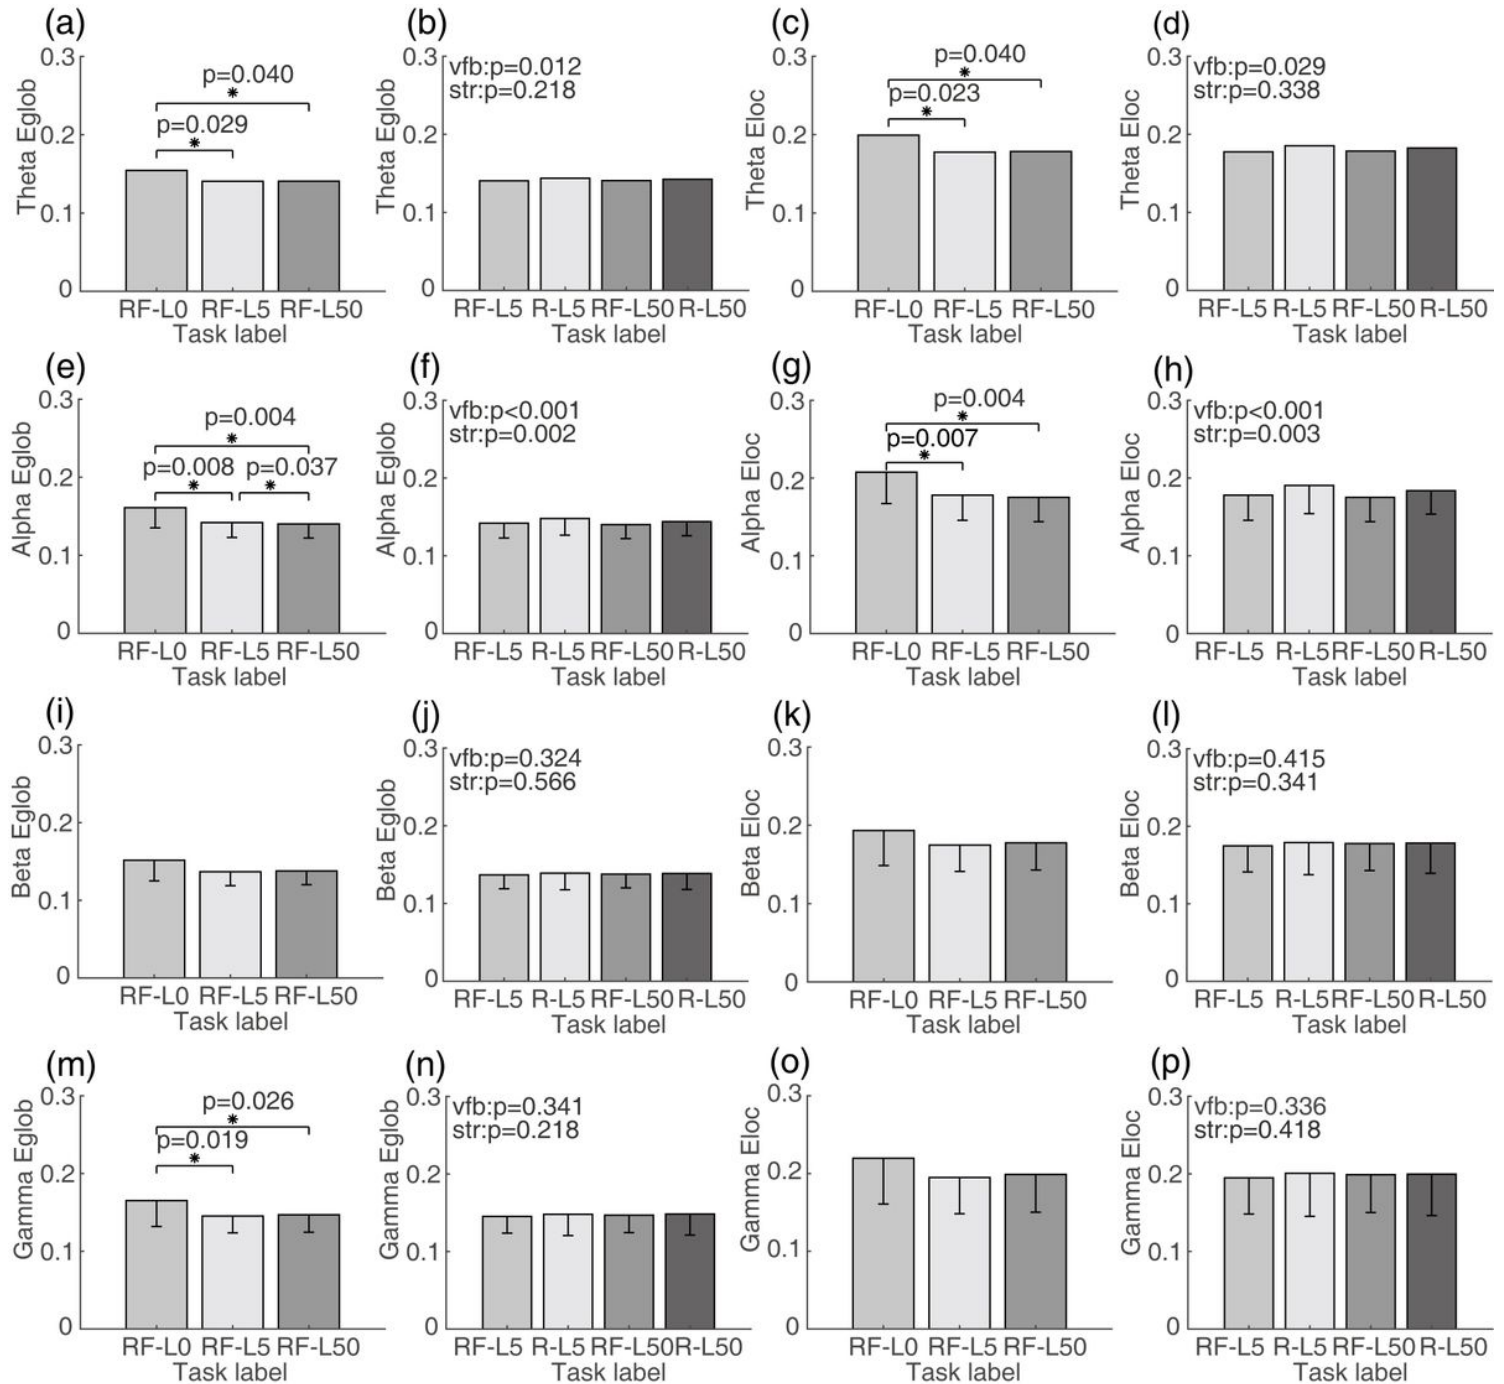 (a)
0.3
0.2
0.1
0
Theta Eglob
p=0.040
*
p=0.029
*
RF-L0 RF-L5 RF-L50
Task label
(b)
0.3
0.2
0.1
0
Theta Eglob
vfb:p=0.012
str:p=0.218
RF-L5 R-L5 RF-L50 R-L50
Task label
(c)
0.3
0.2
0.1
0
Theta Eloc
p=0.040
*
p=0.023
*
RF-L0 RF-L5 RF-L50
Task label
(d)
0.3
0.2
0.1
0
Theta Eloc
vfb:p=0.029
str:p=0.338
RF-L5 R-L5 RF-L50 R-L50
Task label
(e)
0.3
0.2
0.1
0
Alpha Eglob
p=0.004
*
p=0.008 p=0.037
* *
RF-L0 RF-L5 RF-L50
Task label
(f)
0.3
0.2
0.1
0
Alpha Eglob
vfb:p<0.001
str:p=0.002
RF-L5 R-L5 RF-L50 R-L50
Task label
(g)
0.3
0.2
0.1
0
Alpha Eloc
p=0.004
*
p=0.007
*
RF-L0 RF-L5 RF-L50
Task label
(h)
0.3
0.2
0.1
0
Alpha Eloc
vfb:p<0.001
str:p=0.003
RF-L5 R-L5 RF-L50 R-L50
Task label
(i)
0.3
0.2
0.1
0
Beta Eglob
RF-L0 RF-L5 RF-L50
Task label
(j)
0.3
0.2
0.1
0
Beta Eglob
vfb:p=0.324
str:p=0.566
RF-L5 R-L5 RF-L50 R-L50
Task label
(k)
0.3
0.2
0.1
0
Beta Eloc
RF-L0 RF-L5 RF-L50
Task label
(l)
0.3
0.2
0.1
0
Beta Eloc
vfb:p=0.415
str:p=0.341
RF-L5 R-L5 RF-L50 R-L50
Task label
(m)
0.3
0.2
0.1
0
Gamma Eglob
p=0.026
*
p=0.019
*
RF-L0 RF-L5 RF-L50
Task label
(n)
0.3
0.2
0.1
0
Gamma Eglob
vfb:p=0.341
str:p=0.218
RF-L5 R-L5 RF-L50 R-L50
Task label
(o)
0.3
0.2
0.1
0
Gamma Eloc
RF-L0 RF-L5 RF-L50
Task label
(p)
0.3
0.2
0.1
0
Gamma Eloc
vfb:p=0.336
str:p=0.418
RF-L5 R-L5 RF-L50 R-L50
Task label